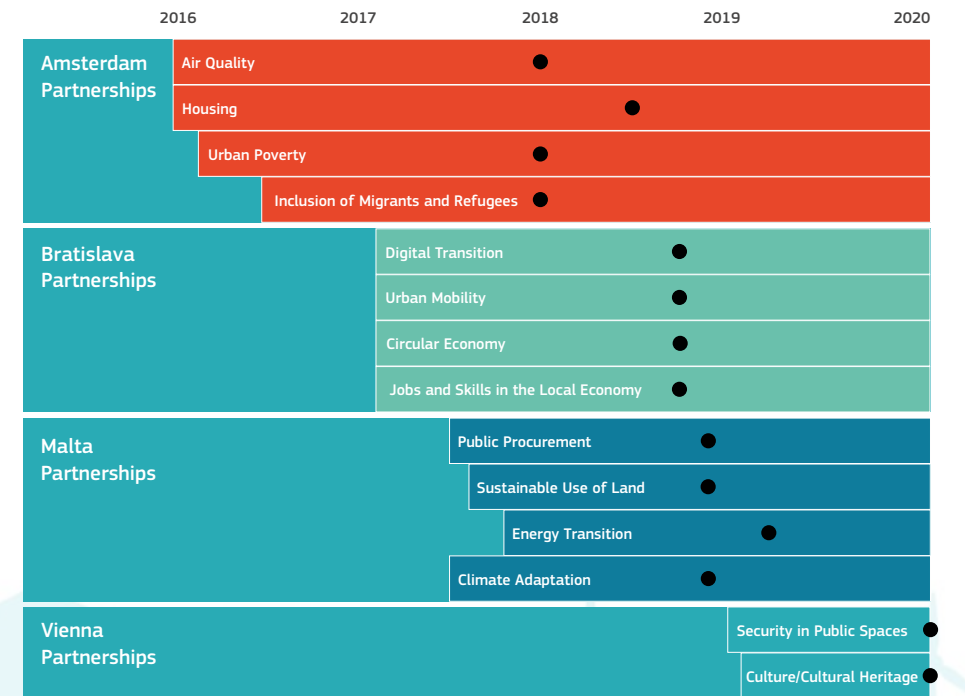 2016 2017 2018 2019 2020
Amsterdam
Partnerships
Air Quality
Housing
Urban Poverty
Inclusion of Migrants and Refugees
Bratislava
Partnerships
Digital Transition
Urban Mobility
Circular Economy
Jobs and Skills in the Local Economy
Malta
Partnerships
Public Procurement
Sustainable Use of Land
Energy Transition
Climate Adaptation
Vienna
Partnerships
Security in Public Spaces
Culture/Cultural Heritage